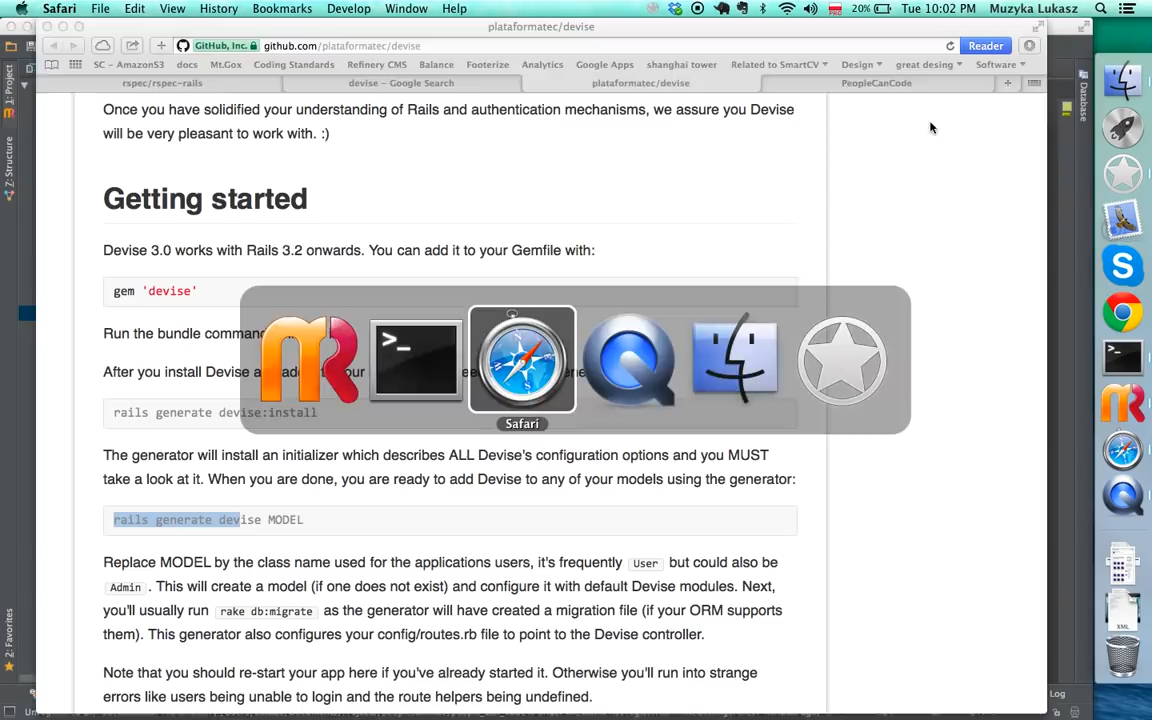 Safari File Edit View History Bookmarks Develop Window Help 20% Tue 10:02 PM Muzyka Lukasz
plataformatec/devise
GitHub, Inc. github.com/plataformatec/devise Reader
SC – AmazonS3 docs Mt.Gox Coding Standards Refinery CMS Balance Footerize Analytics Google Apps shanghai tower Related to SmartCV Design great desing Software
rspec/rspec-rails devise – Google Search plataformatec/devise PeopleCanCode
1: Project
Z: Structure
2: Favorites
Database
Once you have solidified your understanding of Rails and authentication mechanisms, we assure you Devise
will be very pleasant to work with. :)
Getting started
Devise 3.0 works with Rails 3.2 onwards. You can add it to your Gemfile with:
gem 'devise'
Run the bundle comman
After you install Devise a
rails generate devise:install
Safari
The generator will install an initializer which describes ALL Devise's configuration options and you MUST
take a look at it. When you are done, you are ready to add Devise to any of your models using the generator:
rails generate devise MODEL
Replace MODEL by the class name used for the applications users, it's frequently User but could also be
Admin . This will create a model (if one does not exist) and configure it with default Devise modules. Next,
you'll usually run rake db:migrate as the generator will have created a migration file (if your ORM supports
them). This generator also configures your config/routes.rb file to point to the Devise controller.
Note that you should re-start your app here if you've already started it. Otherwise you'll run into strange
errors like users being unable to login and the route helpers being undefined.
Log
XML